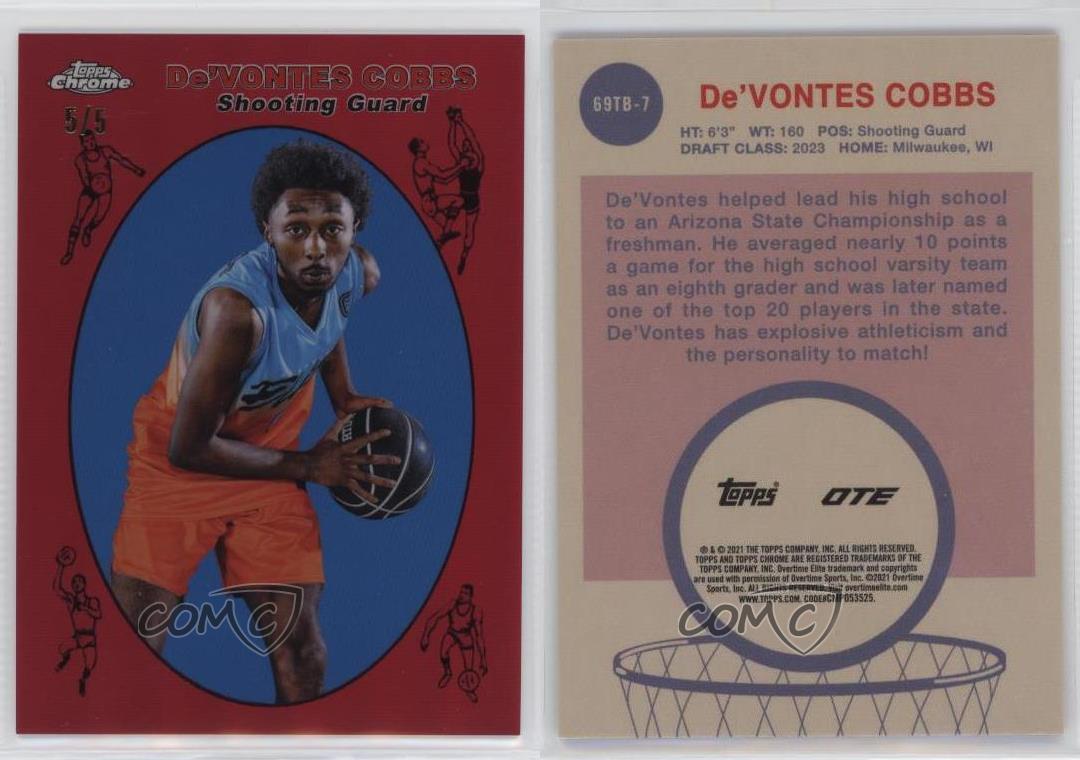 Topps
Chrome
De'VONTES COBBS
Shooting Guard
5/5
COMC
69TB-7
De'VONTES COBBS
HT: 6'3" WT: 160 POS: Shooting Guard
DRAFT CLASS: 2023 HOME: Milwaukee, WI
De'Vontes helped lead his high school
to an Arizona State Championship as a
freshman. He averaged nearly 10 points
a game for the high school varsity team
as an eighth grader and was later named
one of the top 20 players in the state.
De'Vontes has explosive athleticism and
the personality to match!
Topps® OTE
® & © 2021 THE TOPPS COMPANY, INC. ALL RIGHTS RESERVED.
TOPPS AND TOPPS CHROME ARE REGISTERED TRADEMARKS OF THE
TOPPS COMPANY, INC. Overtime Elite trademark and copyrights
are used with permission of Overtime Sports, Inc. ©2021 Overtime
Sports, Inc. ALL RIGHTS RESERVED. Visit overtimeelite.com
WWW.TOPPS.COM. CODE#CMP053525.
COMC